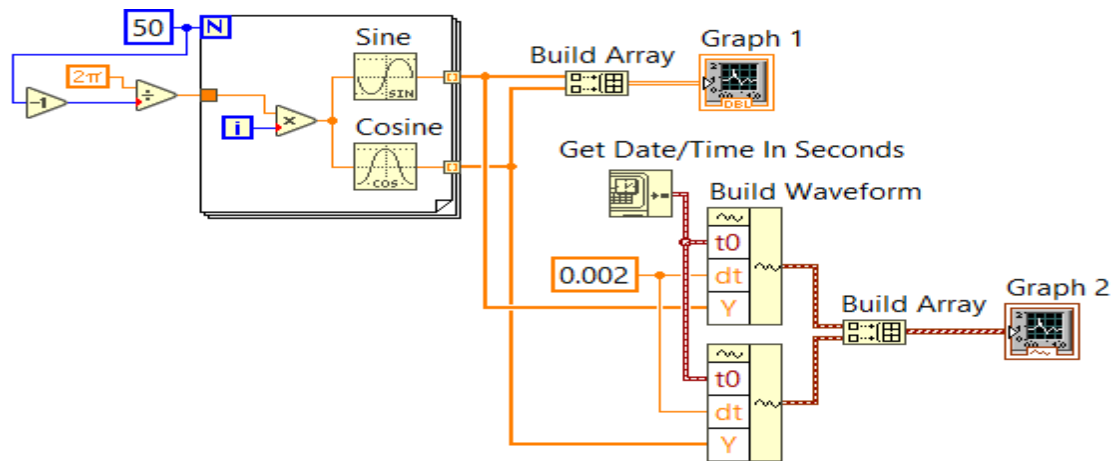 50
N
Sine
Graph 1
Build Array
2π
÷
SIN
-1
DBL
i
×
Cosine
COS
Get Date/Time In Seconds
Build Waveform
t0
0.002
dt
Y
Build Array
Graph 2
t0
dt
Y